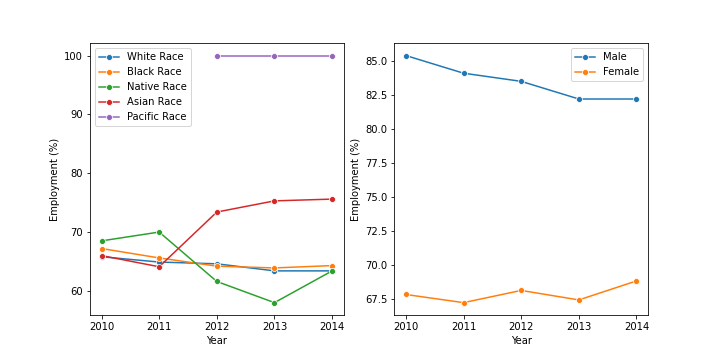 100
90
80
70
60
Employment (%)
White Race
Black Race
Native Race
Asian Race
Pacific Race
2010 2011 2012 2013 2014
Year
85.0
82.5
80.0
77.5
75.0
72.5
70.0
67.5
Employment (%)
Male
Female
2010 2011 2012 2013 2014
Year